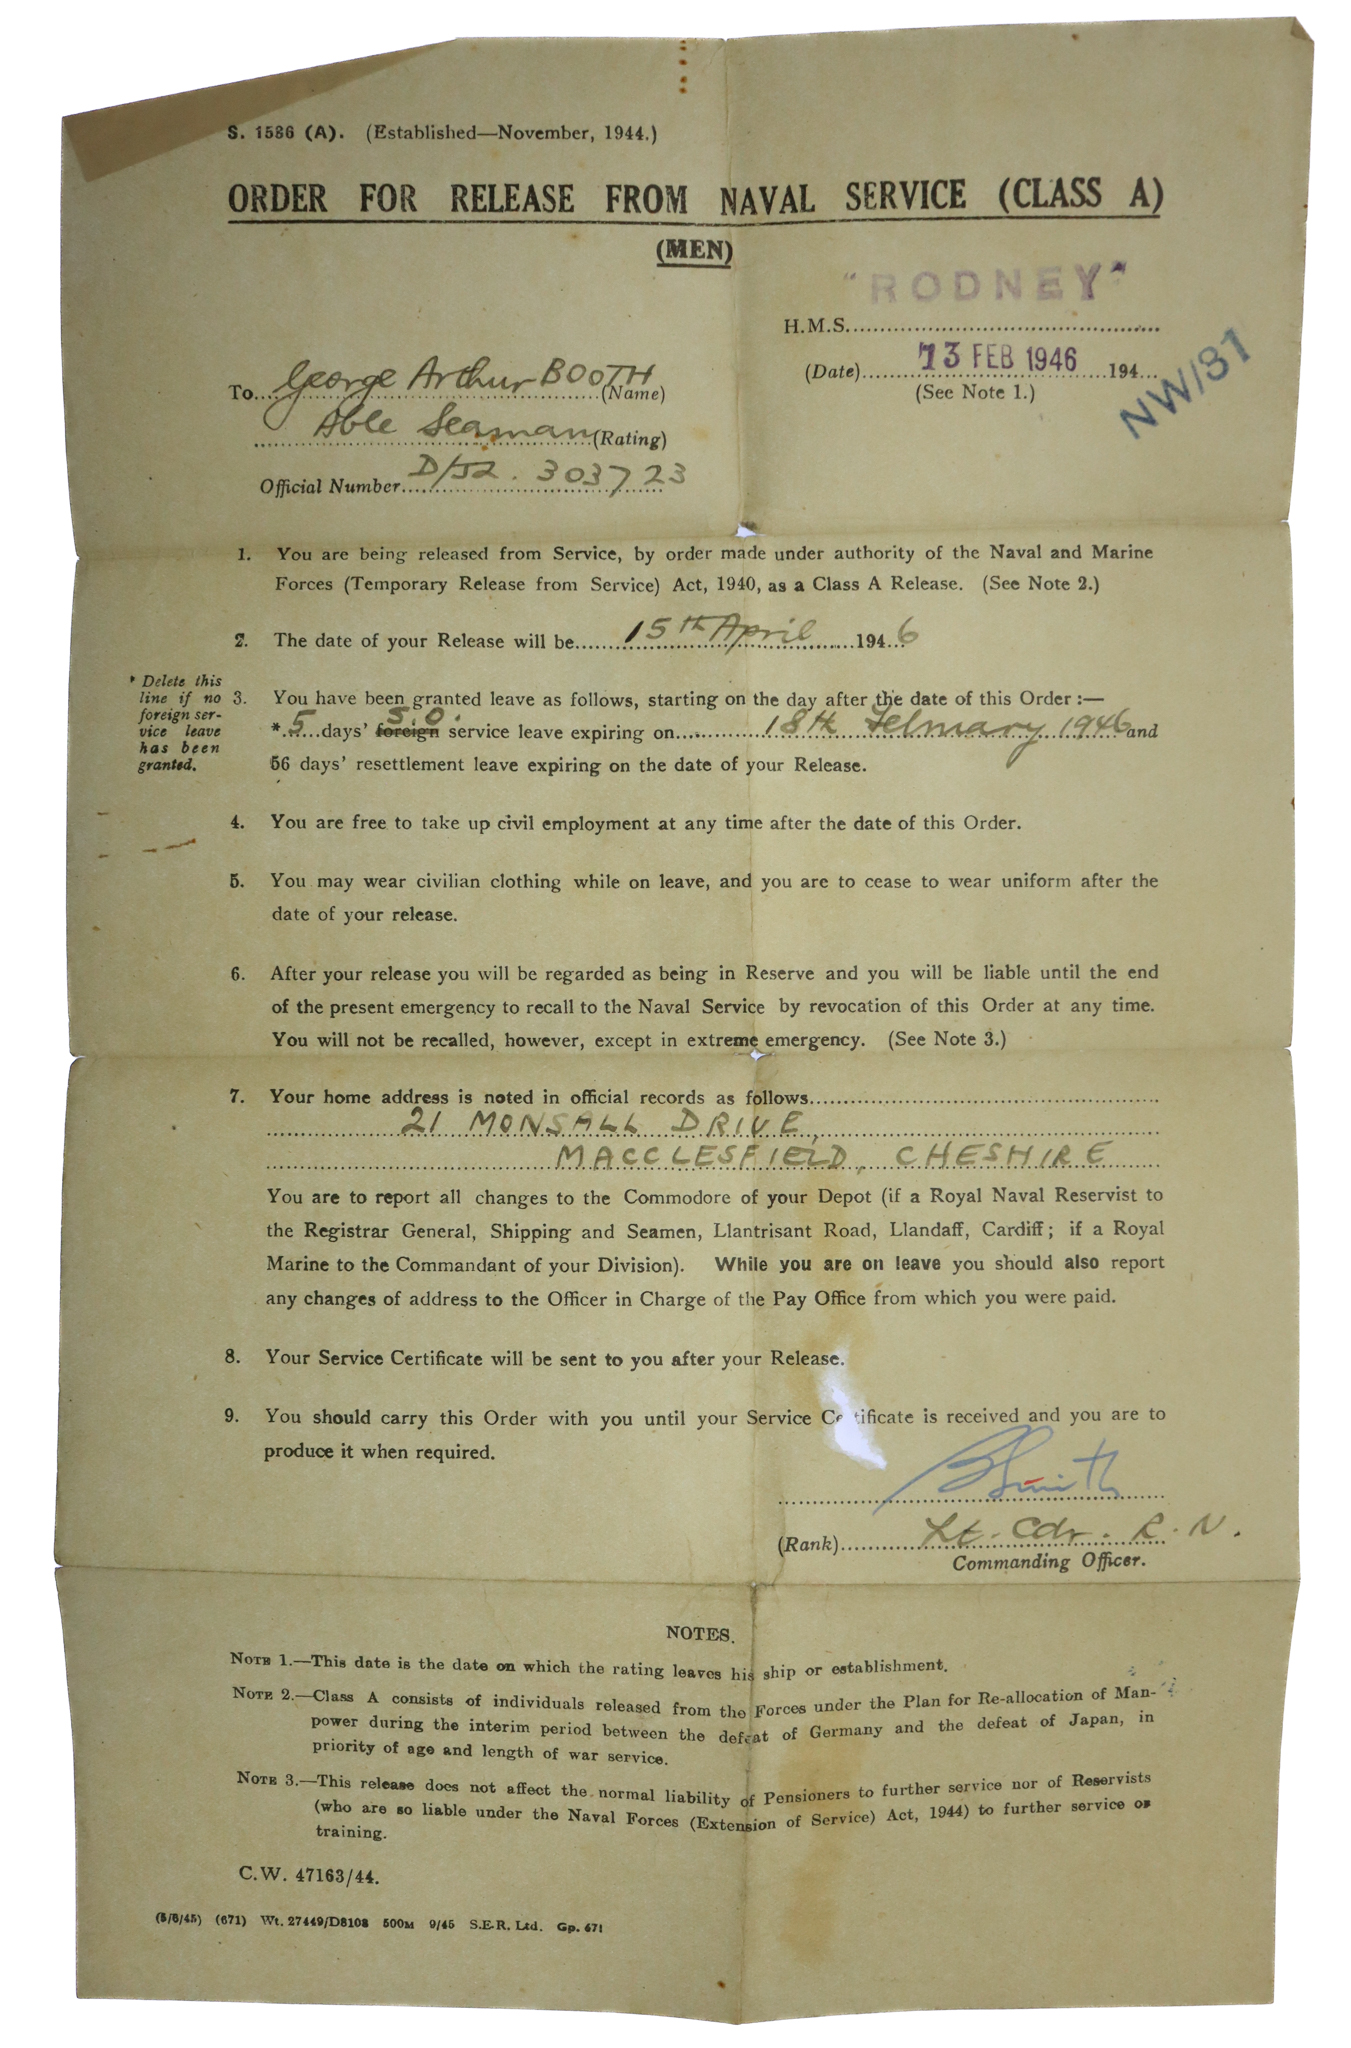 S. 1586 (A). (Established—November, 1944.)
ORDER FOR RELEASE FROM NAVAL SERVICE (CLASS A)
(MEN)
"RODNEY"
H.M.S.
(Date) 13 FEB 1946 194
(See Note 1.)
NW/81
To George Arthur BOOTH (Name)
Able Seaman (Rating)
Official Number D/JX. 303723
1. You are being released from Service, by order made under authority of the Naval and Marine
Forces (Temporary Release from Service) Act, 1940, as a Class A Release. (See Note 2.)
2. The date of your Release will be 15th April 1946
* Delete this
line if no
foreign ser-
vice leave
has been
granted.
3. You have been granted leave as follows, starting on the day after the date of this Order :—
S.O.
* 5 days' foreign service leave expiring on 18th February 1946 and
56 days' resettlement leave expiring on the date of your Release.
4. You are free to take up civil employment at any time after the date of this Order.
5. You may wear civilian clothing while on leave, and you are to cease to wear uniform after the
date of your release.
6. After your release you will be regarded as being in Reserve and you will be liable until the end
of the present emergency to recall to the Naval Service by revocation of this Order at any time.
You will not be recalled, however, except in extreme emergency. (See Note 3.)
7. Your home address is noted in official records as follows
21 MONSALL DRIVE,
MACCLESFIELD, CHESHIRE
You are to report all changes to the Commodore of your Depot (if a Royal Naval Reservist to
the Registrar General, Shipping and Seamen, Llantrisant Road, Llandaff, Cardiff; if a Royal
Marine to the Commandant of your Division). While you are on leave you should also report
any changes of address to the Officer in Charge of the Pay Office from which you were paid.
8. Your Service Certificate will be sent to you after your Release.
9. You should carry this Order with you until your Service Certificate is received and you are to
produce it when required.
Smith
(Rank) Lt. Cdr. R.N.
Commanding Officer.
NOTES.
NOTE 1.—This date is the date on which the rating leaves his ship or establishment.
NOTE 2.—Class A consists of individuals released from the Forces under the Plan for Re-allocation of Man-
power during the interim period between the defeat of Germany and the defeat of Japan, in
priority of age and length of war service.
NOTE 3.—This release does not affect the normal liability of Pensioners to further service nor of Reservists
(who are so liable under the Naval Forces (Extension of Service) Act, 1944) to further service or
training.
C.W. 47163/44.
(5/6/45) (671) Wt. 27449/D8108 500M 9/45 S.E.R. Ltd. Gp. 671